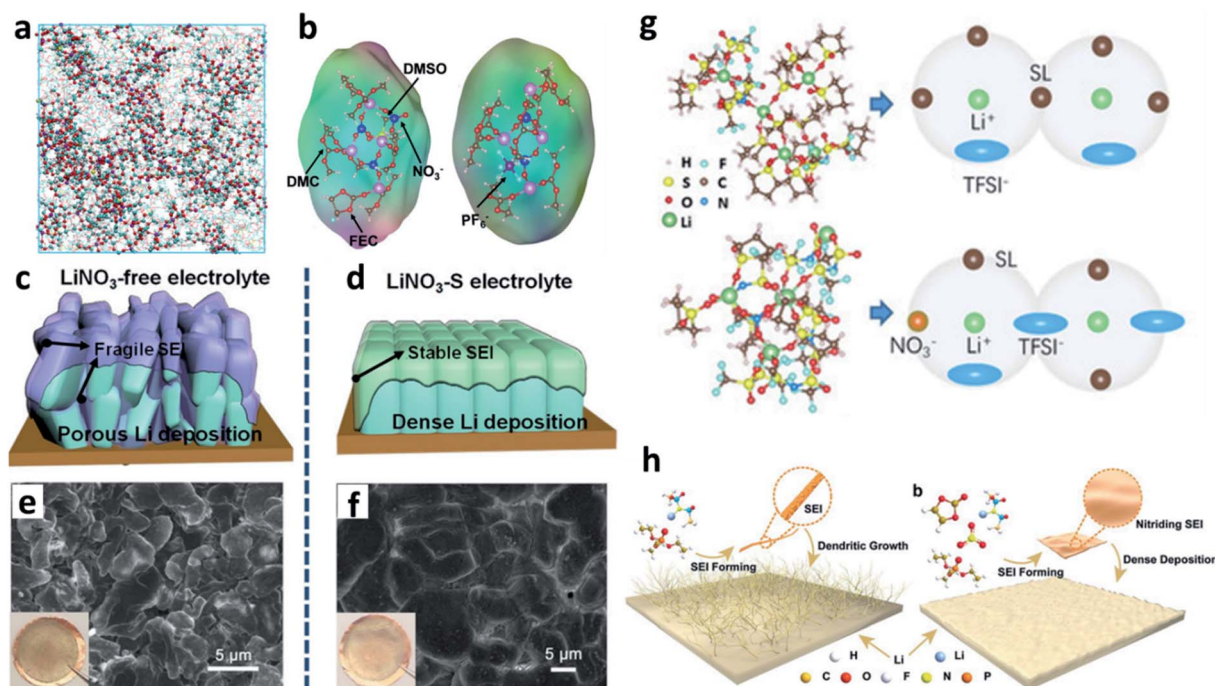 a
b
DMSO
DMC
NO₃⁻
PF₆⁻
FEC
g
SL
Li⁺
TFSI⁻
H F
S C
O N
Li
SL
NO₃⁻
Li⁺
TFSI⁻
c
LiNO₃-free electrolyte
Fragile SEI
Porous Li deposition
d
LiNO₃-S electrolyte
Stable SEI
Dense Li deposition
e
5 µm
f
5 µm
h
SEI
SEI Forming
Dendritic Growth
b
Nitriding SEI
SEI Forming
Dense Deposition
Li
H Li
C O F N P